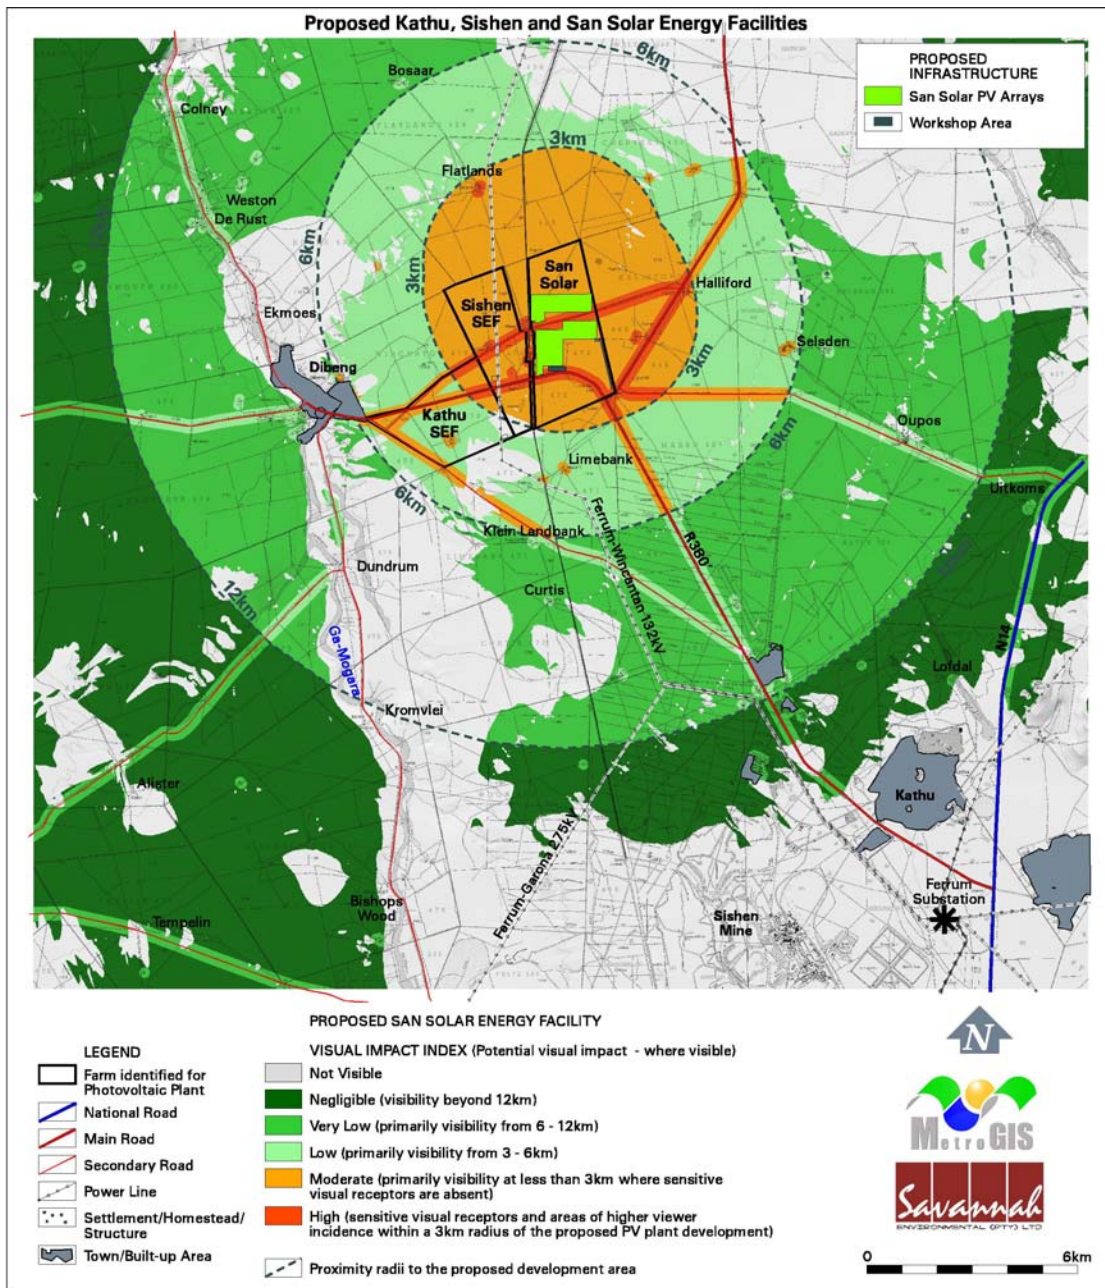 Proposed Kathu, Sishen and San Solar Energy Facilities
PROPOSED
INFRASTRUCTURE
San Solar PV Arrays
Workshop Area
6km
Bosaar
Colney
3km
Flatlands
Weston
De Rust
12km
6km
3km
San
Solar
Sishen
SEF
Halliford
Ekmoes
Selsden
Dibeng
3km
Kathu
SEF
Oupos
6km
Limebank
6km
Uitkoms
Klein Landbank
Ferrum-Wincantan 132kV
R380
Dundrum
Curtis
12km
Ga-Mogara
N14
Lofdal
Kromvlei
Alister
Kathu
Ferrum-Garona 275kV
Bishops
Wood
Tempelin
Ferrum
Substation
Sishen
Mine
PROPOSED SAN SOLAR ENERGY FACILITY
VISUAL IMPACT INDEX (Potential visual impact - where visible)
Not Visible
Negligible (visibility beyond 12km)
Very Low (primarily visibility from 6 - 12km)
Low (primarily visibility from 3 - 6km)
Moderate (primarily visibility at less than 3km where sensitive
visual receptors are absent)
High (sensitive visual receptors and areas of higher viewer
incidence within a 3km radius of the proposed PV plant development)
Proximity radii to the proposed development area
LEGEND
Farm identified for
Photovoltaic Plant
National Road
Main Road
Secondary Road
Power Line
Settlement/Homestead/
Structure
Town/Built-up Area
N
MetroGIS
Savannah
ENVIRONMENTAL (PTY) LTD
0 6km